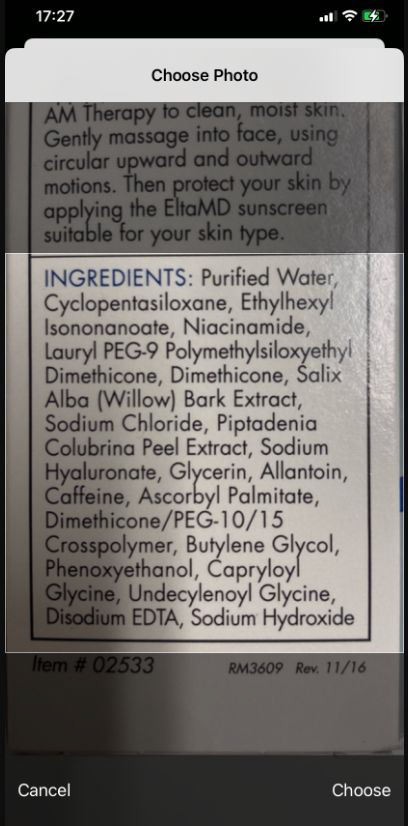 17:27
Choose Photo
AM Therapy to clean, moist skin.
Gently massage into face, using
circular upward and outward
motions. Then protect your skin by
applying the EltaMD sunscreen
suitable for your skin type.
INGREDIENTS: Purified Water,
Cyclopentasiloxane, Ethylhexyl
Isononanoate, Niacinamide,
Lauryl PEG-9 Polymethylsiloxyethyl
Dimethicone, Dimethicone, Salix
Alba (Willow) Bark Extract,
Sodium Chloride, Piptadenia
Colubrina Peel Extract, Sodium
Hyaluronate, Glycerin, Allantoin,
Caffeine, Ascorbyl Palmitate,
Dimethicone/PEG-10/15
Crosspolymer, Butylene Glycol,
Phenoxyethanol, Capryloyl
Glycine, Undecylenoyl Glycine,
Disodium EDTA, Sodium Hydroxide
Item # 02533 RM3609 Rev. 11/16
Cancel Choose